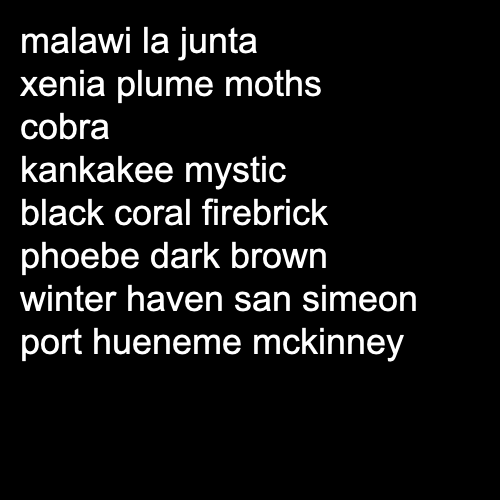 malawi la junta
xenia plume moths
cobra
kankakee mystic
black coral firebrick
phoebe dark brown
winter haven san simeon
port hueneme mckinney